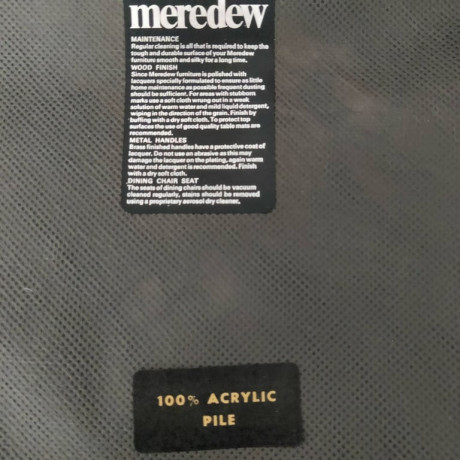 meredew
MAINTENANCE
Regular cleaning is all that is required to keep the
tough and durable surface of your Meredew
furniture smooth and silky for a long time.
WOOD FINISH
Since Meredew furniture is polished with
lacquers specially formulated to ensure as little
home maintenance as possible frequent dusting
should be sufficient. For areas with stubborn
marks use a soft cloth wrung out in a weak
solution of warm water and mild liquid detergent,
wiping in the direction of the grain. Finish by
buffing with a dry soft cloth. To protect top
surfaces the use of good quality table mats are
recommended.
METAL HANDLES
Brass finished handles have a protective coat of
lacquer. Do not use an abrasive as this may
damage the lacquer on the plating, again warm
water and detergent is recommended. Finish
with a dry soft cloth.
DINING CHAIR SEAT
The seats of dining chairs should be vacuum
cleaned regularly, stains should be removed
using a proprietary aerosol dry cleaner.
100% ACRYLIC
PILE